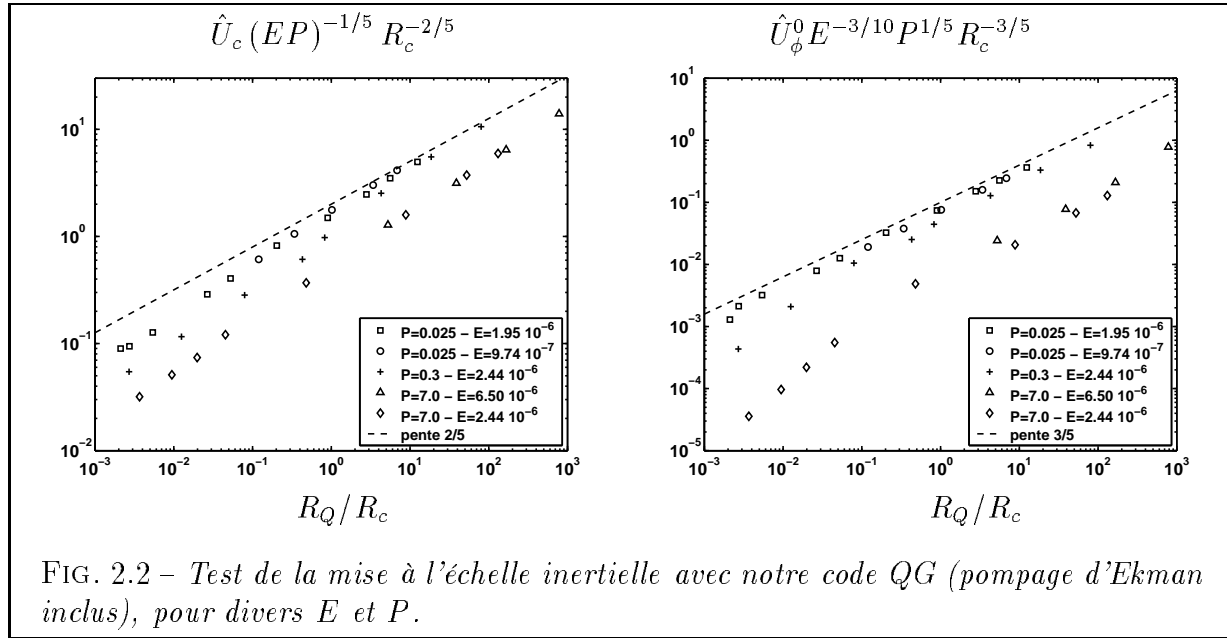 Û_c (EP)^{-1/5} R_c^{-2/5}
10^1
10^0
10^{-1}
10^{-2}
10^{-3} 10^{-2} 10^{-1} 10^0 10^1 10^2 10^3
P=0.025 – E=1.95 10^{-6}
P=0.025 – E=9.74 10^{-7}
P=0.3 – E=2.44 10^{-6}
P=7.0 – E=6.50 10^{-6}
P=7.0 – E=2.44 10^{-6}
pente 2/5
R_Q/R_c
Û_ϕ^0 E^{-3/10} P^{1/5} R_c^{-3/5}
10^1
10^0
10^{-1}
10^{-2}
10^{-3}
10^{-4}
10^{-5}
10^{-3} 10^{-2} 10^{-1} 10^0 10^1 10^2 10^3
P=0.025 – E=1.95 10^{-6}
P=0.025 – E=9.74 10^{-7}
P=0.3 – E=2.44 10^{-6}
P=7.0 – E=6.50 10^{-6}
P=7.0 – E=2.44 10^{-6}
pente 3/5
R_Q/R_c
FIG. 2.2 – Test de la mise à l'échelle inertielle avec notre code QG (pompage d'Ekman
inclus), pour divers E et P.